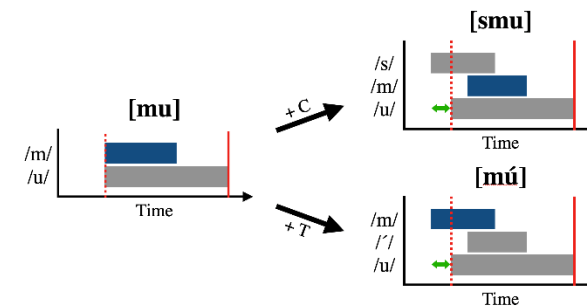 [mu]
/m/
/u/
Time
+ C
+ T
[smu]
/s/
/m/
/u/
Time
[mú]
/m/
/´/
/u/
Time